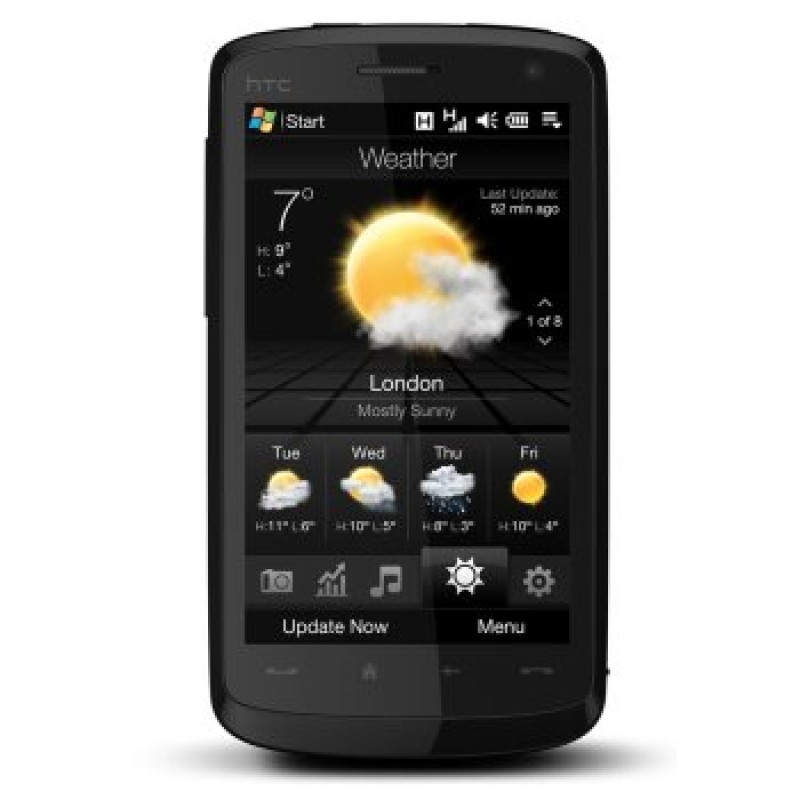 hTC
Start
H H
Weather
7°
Last Update:
52 min ago
H: 9°
L: 4°
1 of 8
London
Mostly Sunny
Tue Wed Thu Fri
H:11° L:6° H:10° L:5° H:8° L:3° H:10° L:4°
Update Now Menu